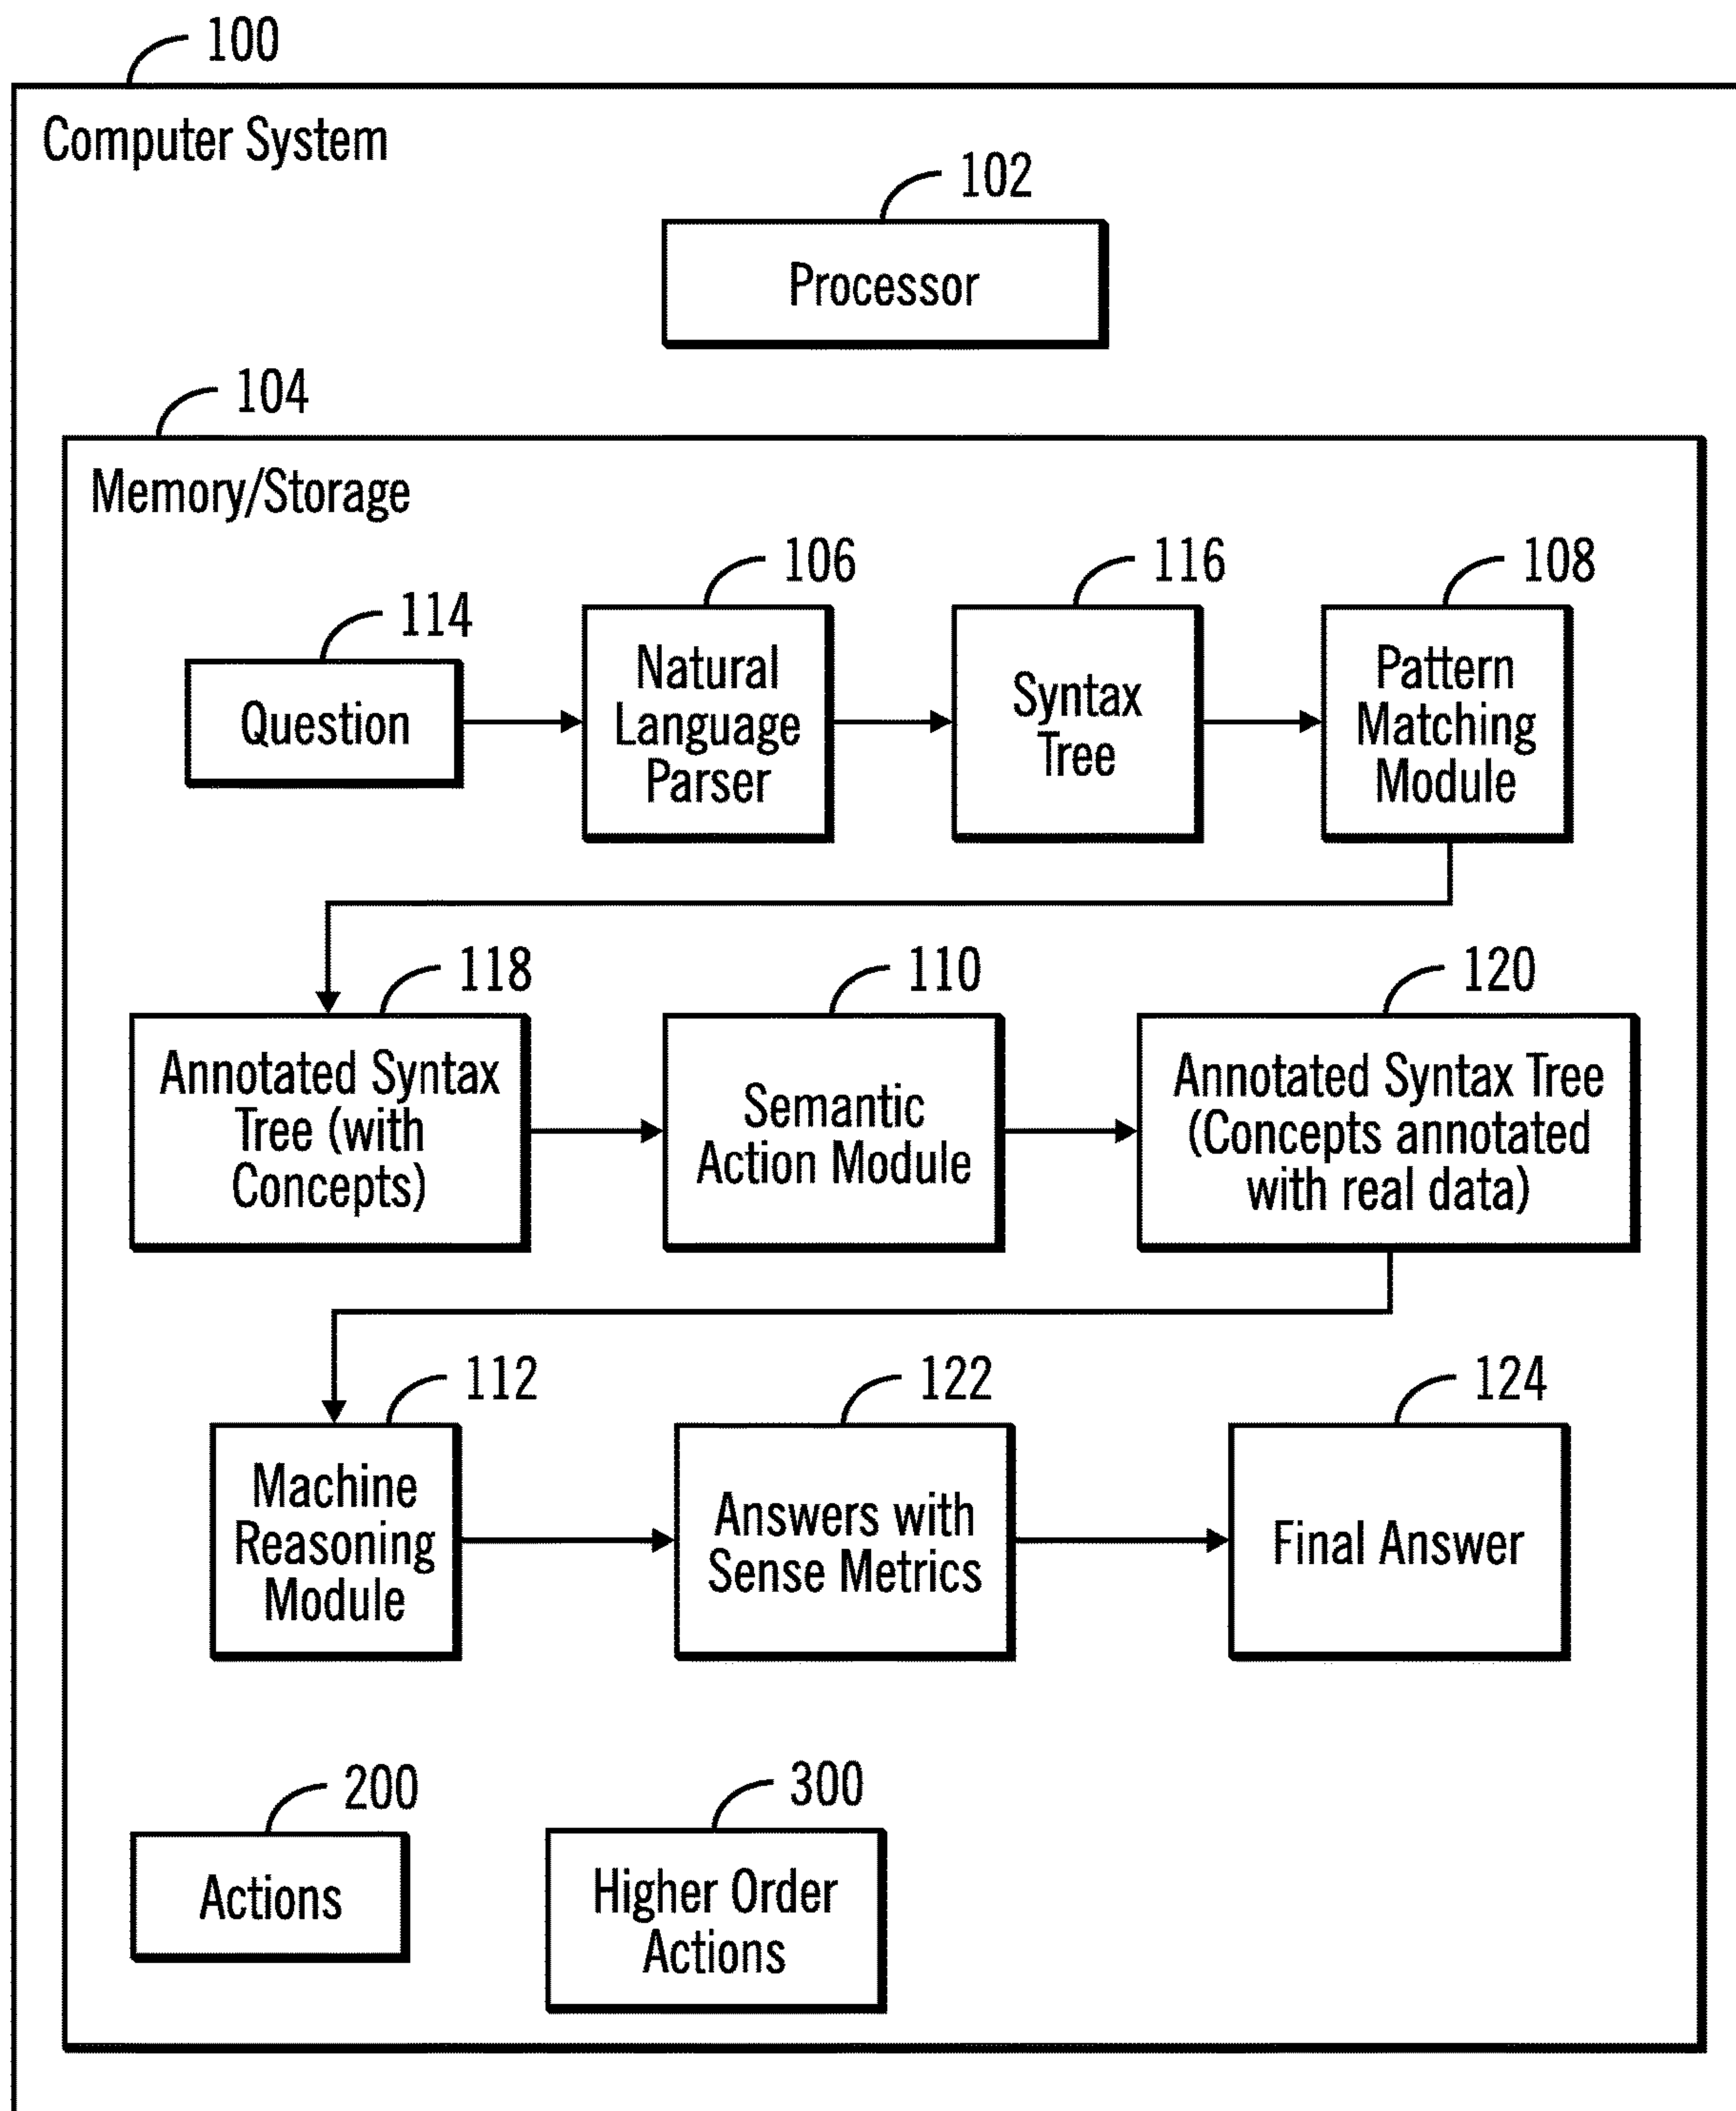 100
Computer System
102
Processor
104
Memory/Storage
106
116
108
114
Question
Natural
Language
Parser
Syntax
Tree
Pattern
Matching
Module
118
110
120
Annotated Syntax
Tree (with
Concepts)
Semantic
Action Module
Annotated Syntax Tree
(Concepts annotated
with real data)
112
122
124
Machine
Reasoning
Module
Answers with
Sense Metrics
Final Answer
200
300
Actions
Higher Order
Actions